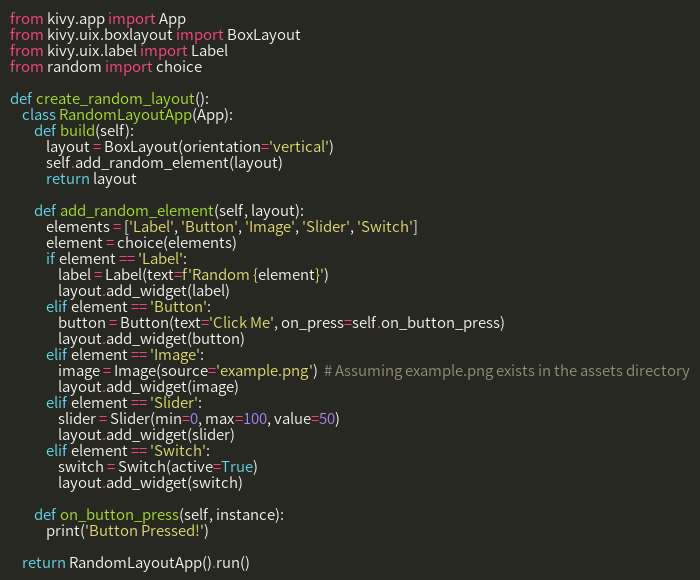 from kivy.app import App
from kivy.uix.boxlayout import BoxLayout
from kivy.uix.label import Label
from random import choice

def create_random_layout():
    class RandomLayoutApp(App):
        def build(self):
            layout = BoxLayout(orientation='vertical')
            self.add_random_element(layout)
            return layout

        def add_random_element(self, layout):
            elements = ['Label', 'Button', 'Image', 'Slider', 'Switch']
            element = choice(elements)
            if element == 'Label':
                label = Label(text=f'Random {element}')
                layout.add_widget(label)
            elif element == 'Button':
                button = Button(text='Click Me', on_press=self.on_button_press)
                layout.add_widget(button)
            elif element == 'Image':
                image = Image(source='example.png')  # Assuming example.png exists in the assets directory
                layout.add_widget(image)
            elif element == 'Slider':
                slider = Slider(min=0, max=100, value=50)
                layout.add_widget(slider)
            elif element == 'Switch':
                switch = Switch(active=True)
                layout.add_widget(switch)

        def on_button_press(self, instance):
            print('Button Pressed!')

    return RandomLayoutApp().run()